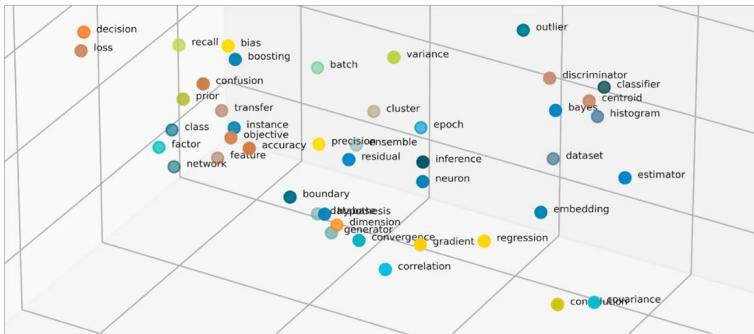 outlier
decision
recall
bias
loss
boosting
variance
batch
discriminator
confusion
classifier
prior
centroid
transfer
cluster
bayes
histogram
class
instance
epoch
objective
factor
accuracy
precision
ensemble
feature
residual
inference
dataset
network
neuron
estimator
boundary
hypothesis
embedding
dimension
generator
convergence
gradient
regression
correlation
convolution
covariance